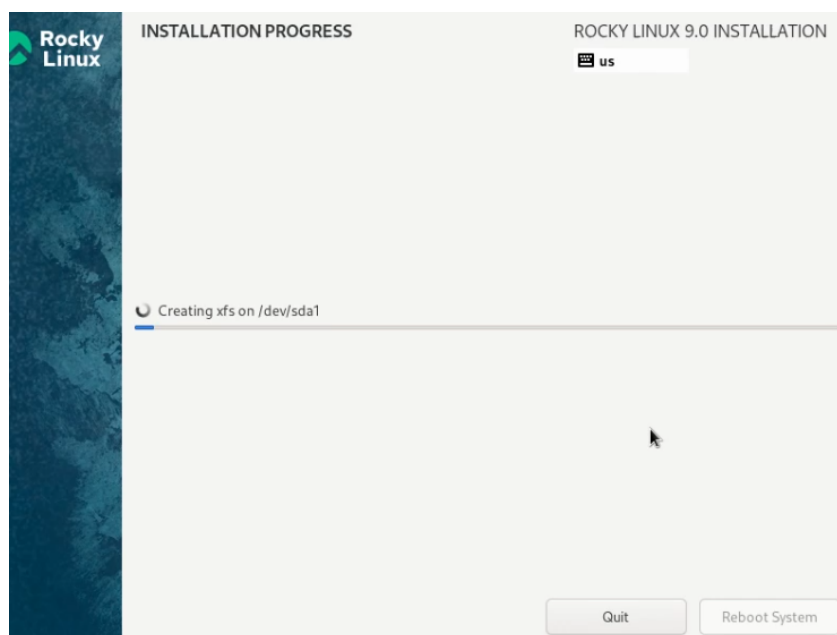 Rocky
Linux
INSTALLATION PROGRESS
ROCKY LINUX 9.0 INSTALLATION
us
Creating xfs on /dev/sda1
Quit
Reboot System